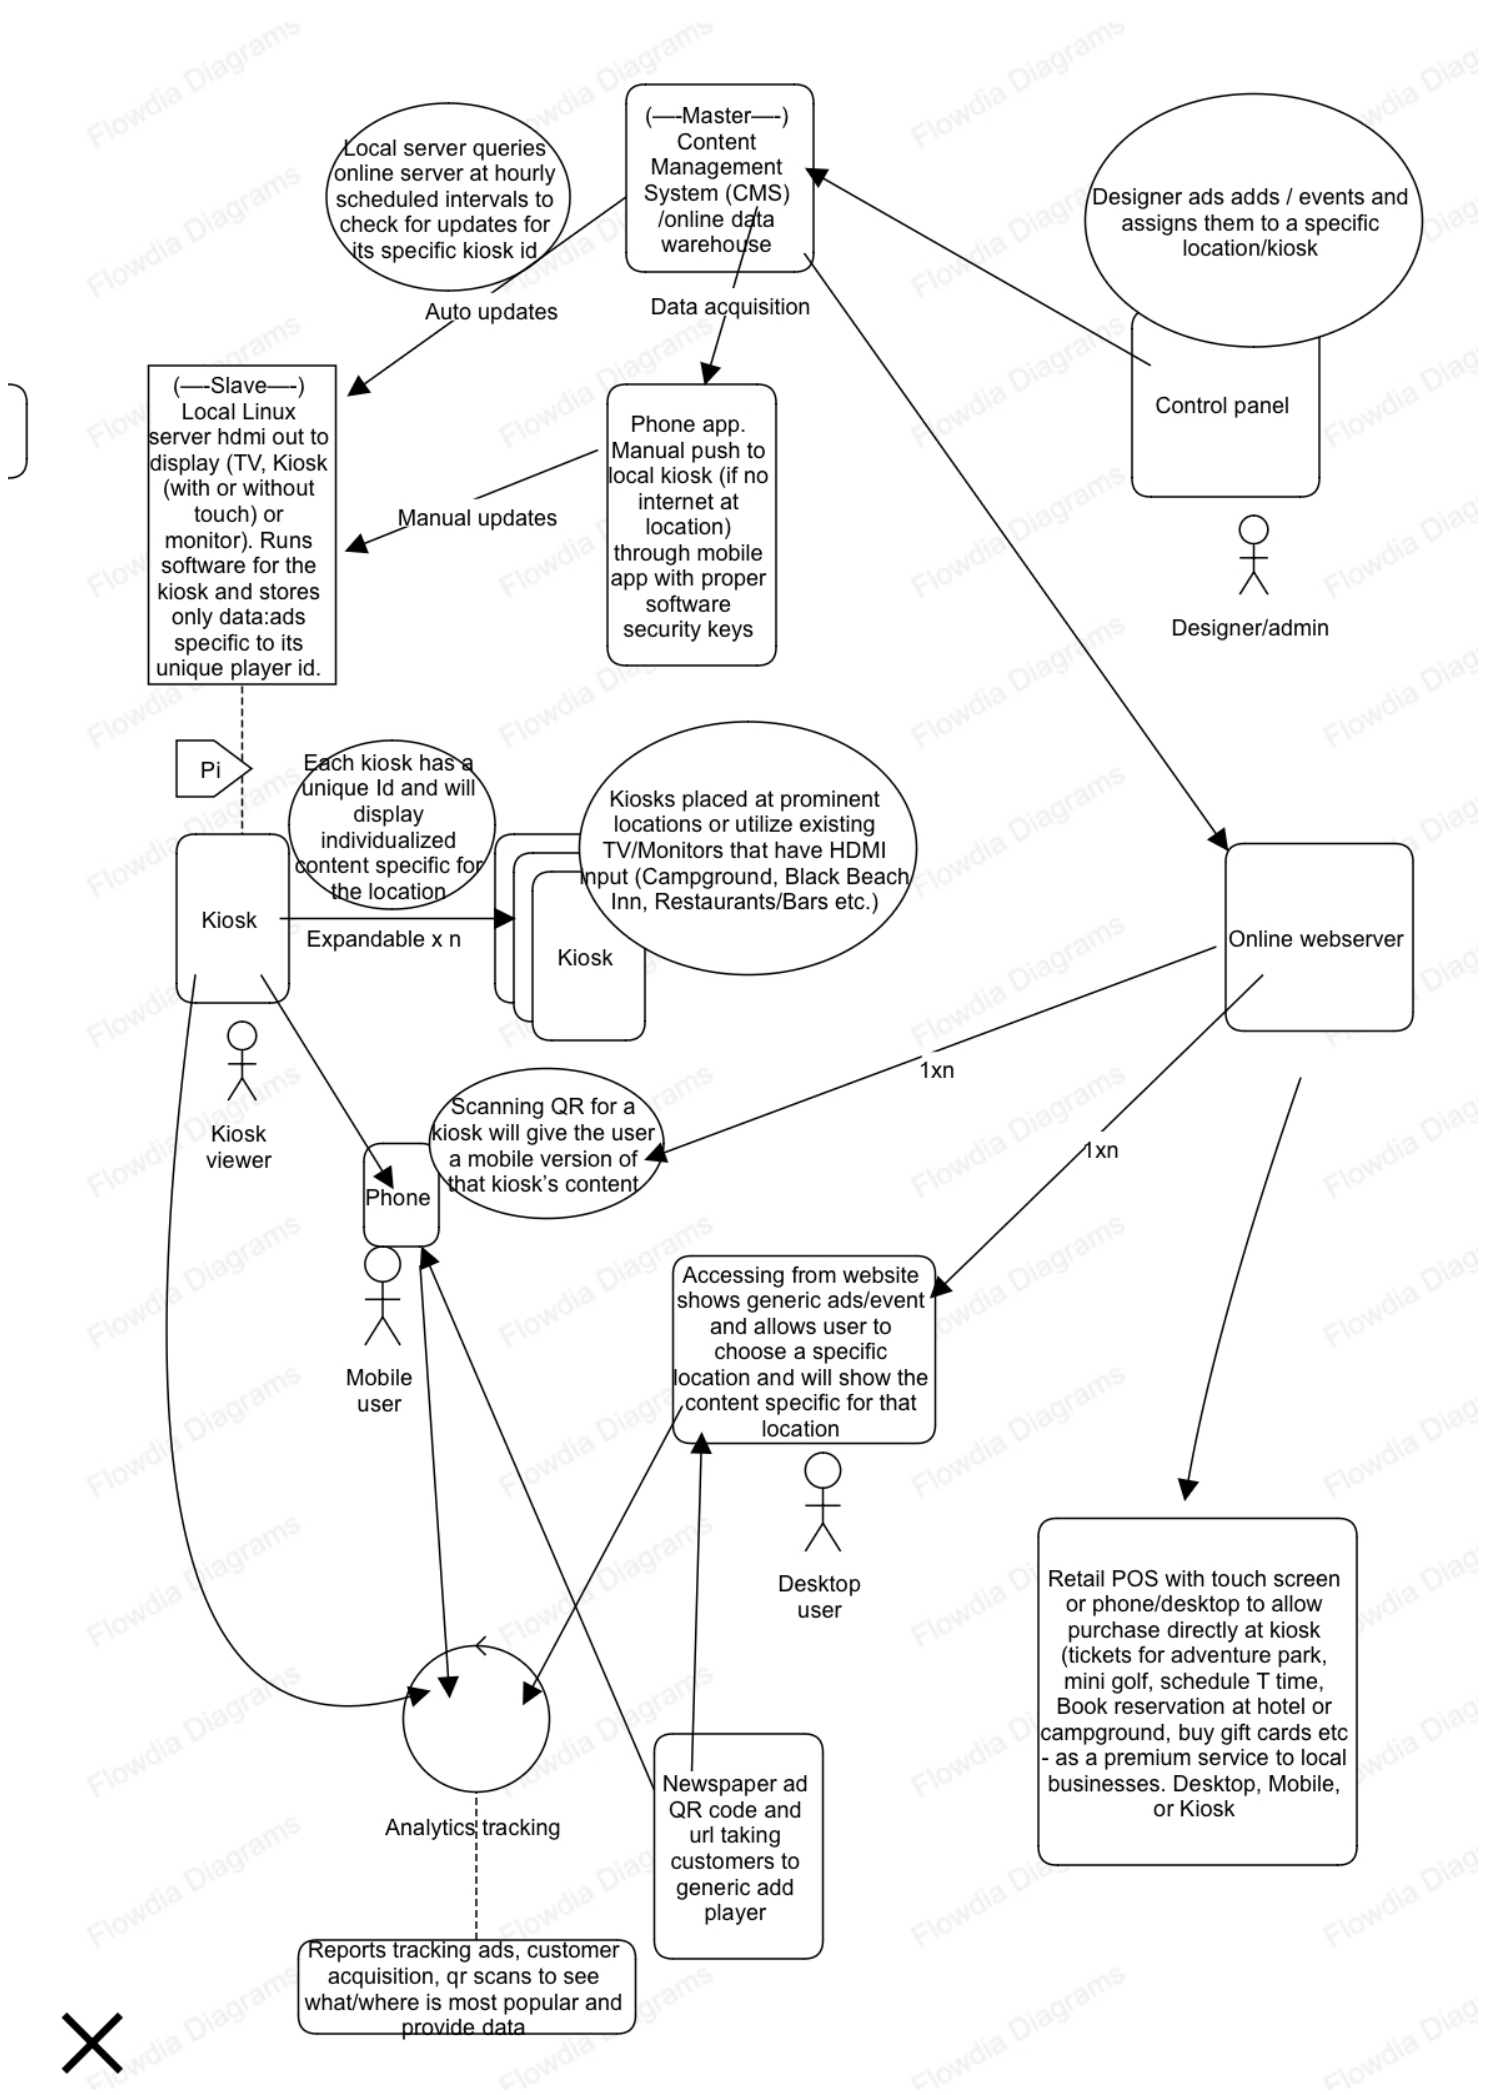 (—-Master—-)
Content
Management
System (CMS)
/online data
warehouse
Local server queries
online server at hourly
scheduled intervals to
check for updates for
its specific kiosk id
Designer ads adds / events and
assigns them to a specific
location/kiosk
Auto updates
Data acquisition
Control panel
Designer/admin
(—-Slave—-)
Local Linux
server hdmi out to
display (TV, Kiosk
(with or without
touch) or
monitor). Runs
software for the
kiosk and stores
only data:ads
specific to its
unique player id.
Manual updates
Phone app.
Manual push to
local kiosk (if no
internet at
location)
through mobile
app with proper
software
security keys
Pi
Each kiosk has a
unique Id and will
display
individualized
content specific for
the location
Kiosks placed at prominent
locations or utilize existing
TV/Monitors that have HDMI
input (Campground, Black Beach
Inn, Restaurants/Bars etc.)
Kiosk
Expandable x n
Kiosk
Online webserver
Kiosk
viewer
1xn
1xn
Scanning QR for a
kiosk will give the user
a mobile version of
that kiosk's content
Phone
Mobile
user
Accessing from website
shows generic ads/event
and allows user to
choose a specific
location and will show the
content specific for that
location
Desktop
user
Retail POS with touch screen
or phone/desktop to allow
purchase directly at kiosk
(tickets for adventure park,
mini golf, schedule T time,
Book reservation at hotel or
campground, buy gift cards etc
- as a premium service to local
businesses. Desktop, Mobile,
or Kiosk
Analytics tracking
Newspaper ad
QR code and
url taking
customers to
generic add
player
Reports tracking ads, customer
acquisition, qr scans to see
what/where is most popular and
provide data
Flowdia Diagrams